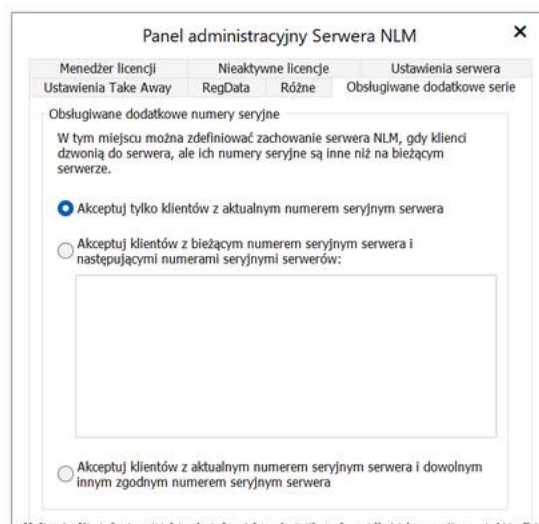 Panel administracyjny Serwera NLM
Menedżer licencji Nieaktywne licencje Ustawienia serwera
Ustawienia Take Away RegData Różne Obsługiwane dodatkowe serie
Obsługiwane dodatkowe numery seryjne
W tym miejscu można zdefiniować zachowanie serwera NLM, gdy klienci
dzwonią do serwera, ale ich numery seryjne są inne niż na bieżącym
serwerze.
Akceptuj tylko klientów z aktualnym numerem seryjnym serwera
Akceptuj klientów z bieżącym numerem seryjnym serwera i
następującymi numerami seryjnymi serwerów:
Akceptuj klientów z aktualnym numerem seryjnym serwera i dowolnym
innym zgodnym numerem seryjnym serwera